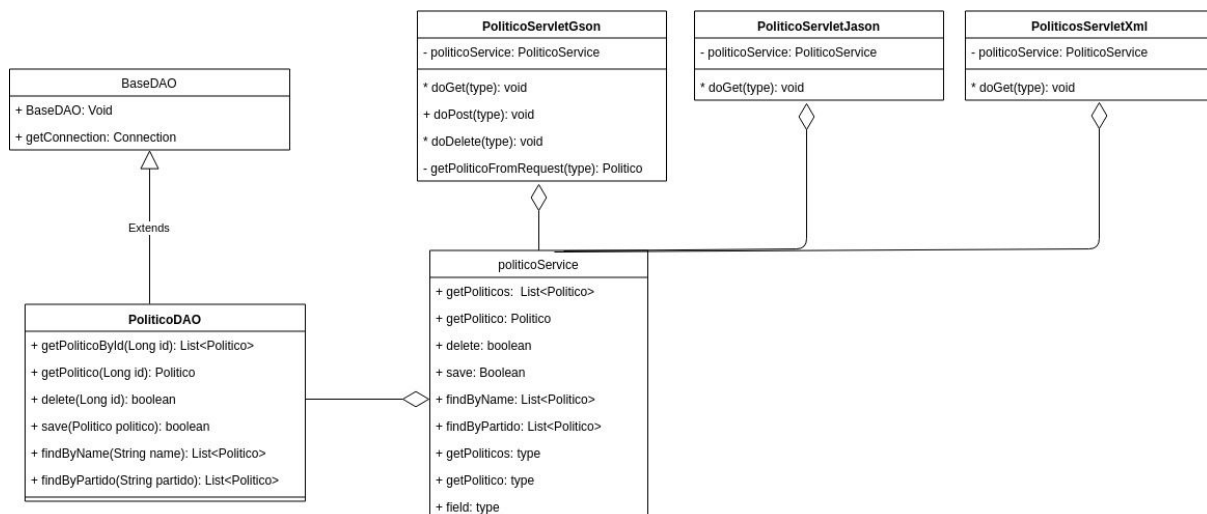 PoliticoServletGson
- politicoService: PoliticoService
* doGet(type): void
+ doPost(type): void
* doDelete(type): void
- getPoliticoFromRequest(type): Politico
PoliticoServletJason
- politicoService: PoliticoService
* doGet(type): void
PoliticosServletXml
- politicoService: PoliticoService
* doGet(type): void
BaseDAO
+ BaseDAO: Void
+ getConnection: Connection
Extends
PoliticoDAO
+ getPoliticoById(Long id): List<Politico>
+ getPolitico(Long id): Politico
+ delete(Long id): boolean
+ save(Politico politico): boolean
+ findByName(String name): List<Politico>
+ findByPartido(String partido): List<Politico>
politicoService
+ getPoliticos: List<Politico>
+ getPolitico: Politico
+ delete: boolean
+ save: Boolean
+ findByName: List<Politico>
+ findByPartido: List<Politico>
+ getPoliticos: type
+ getPolitico: type
+ field: type